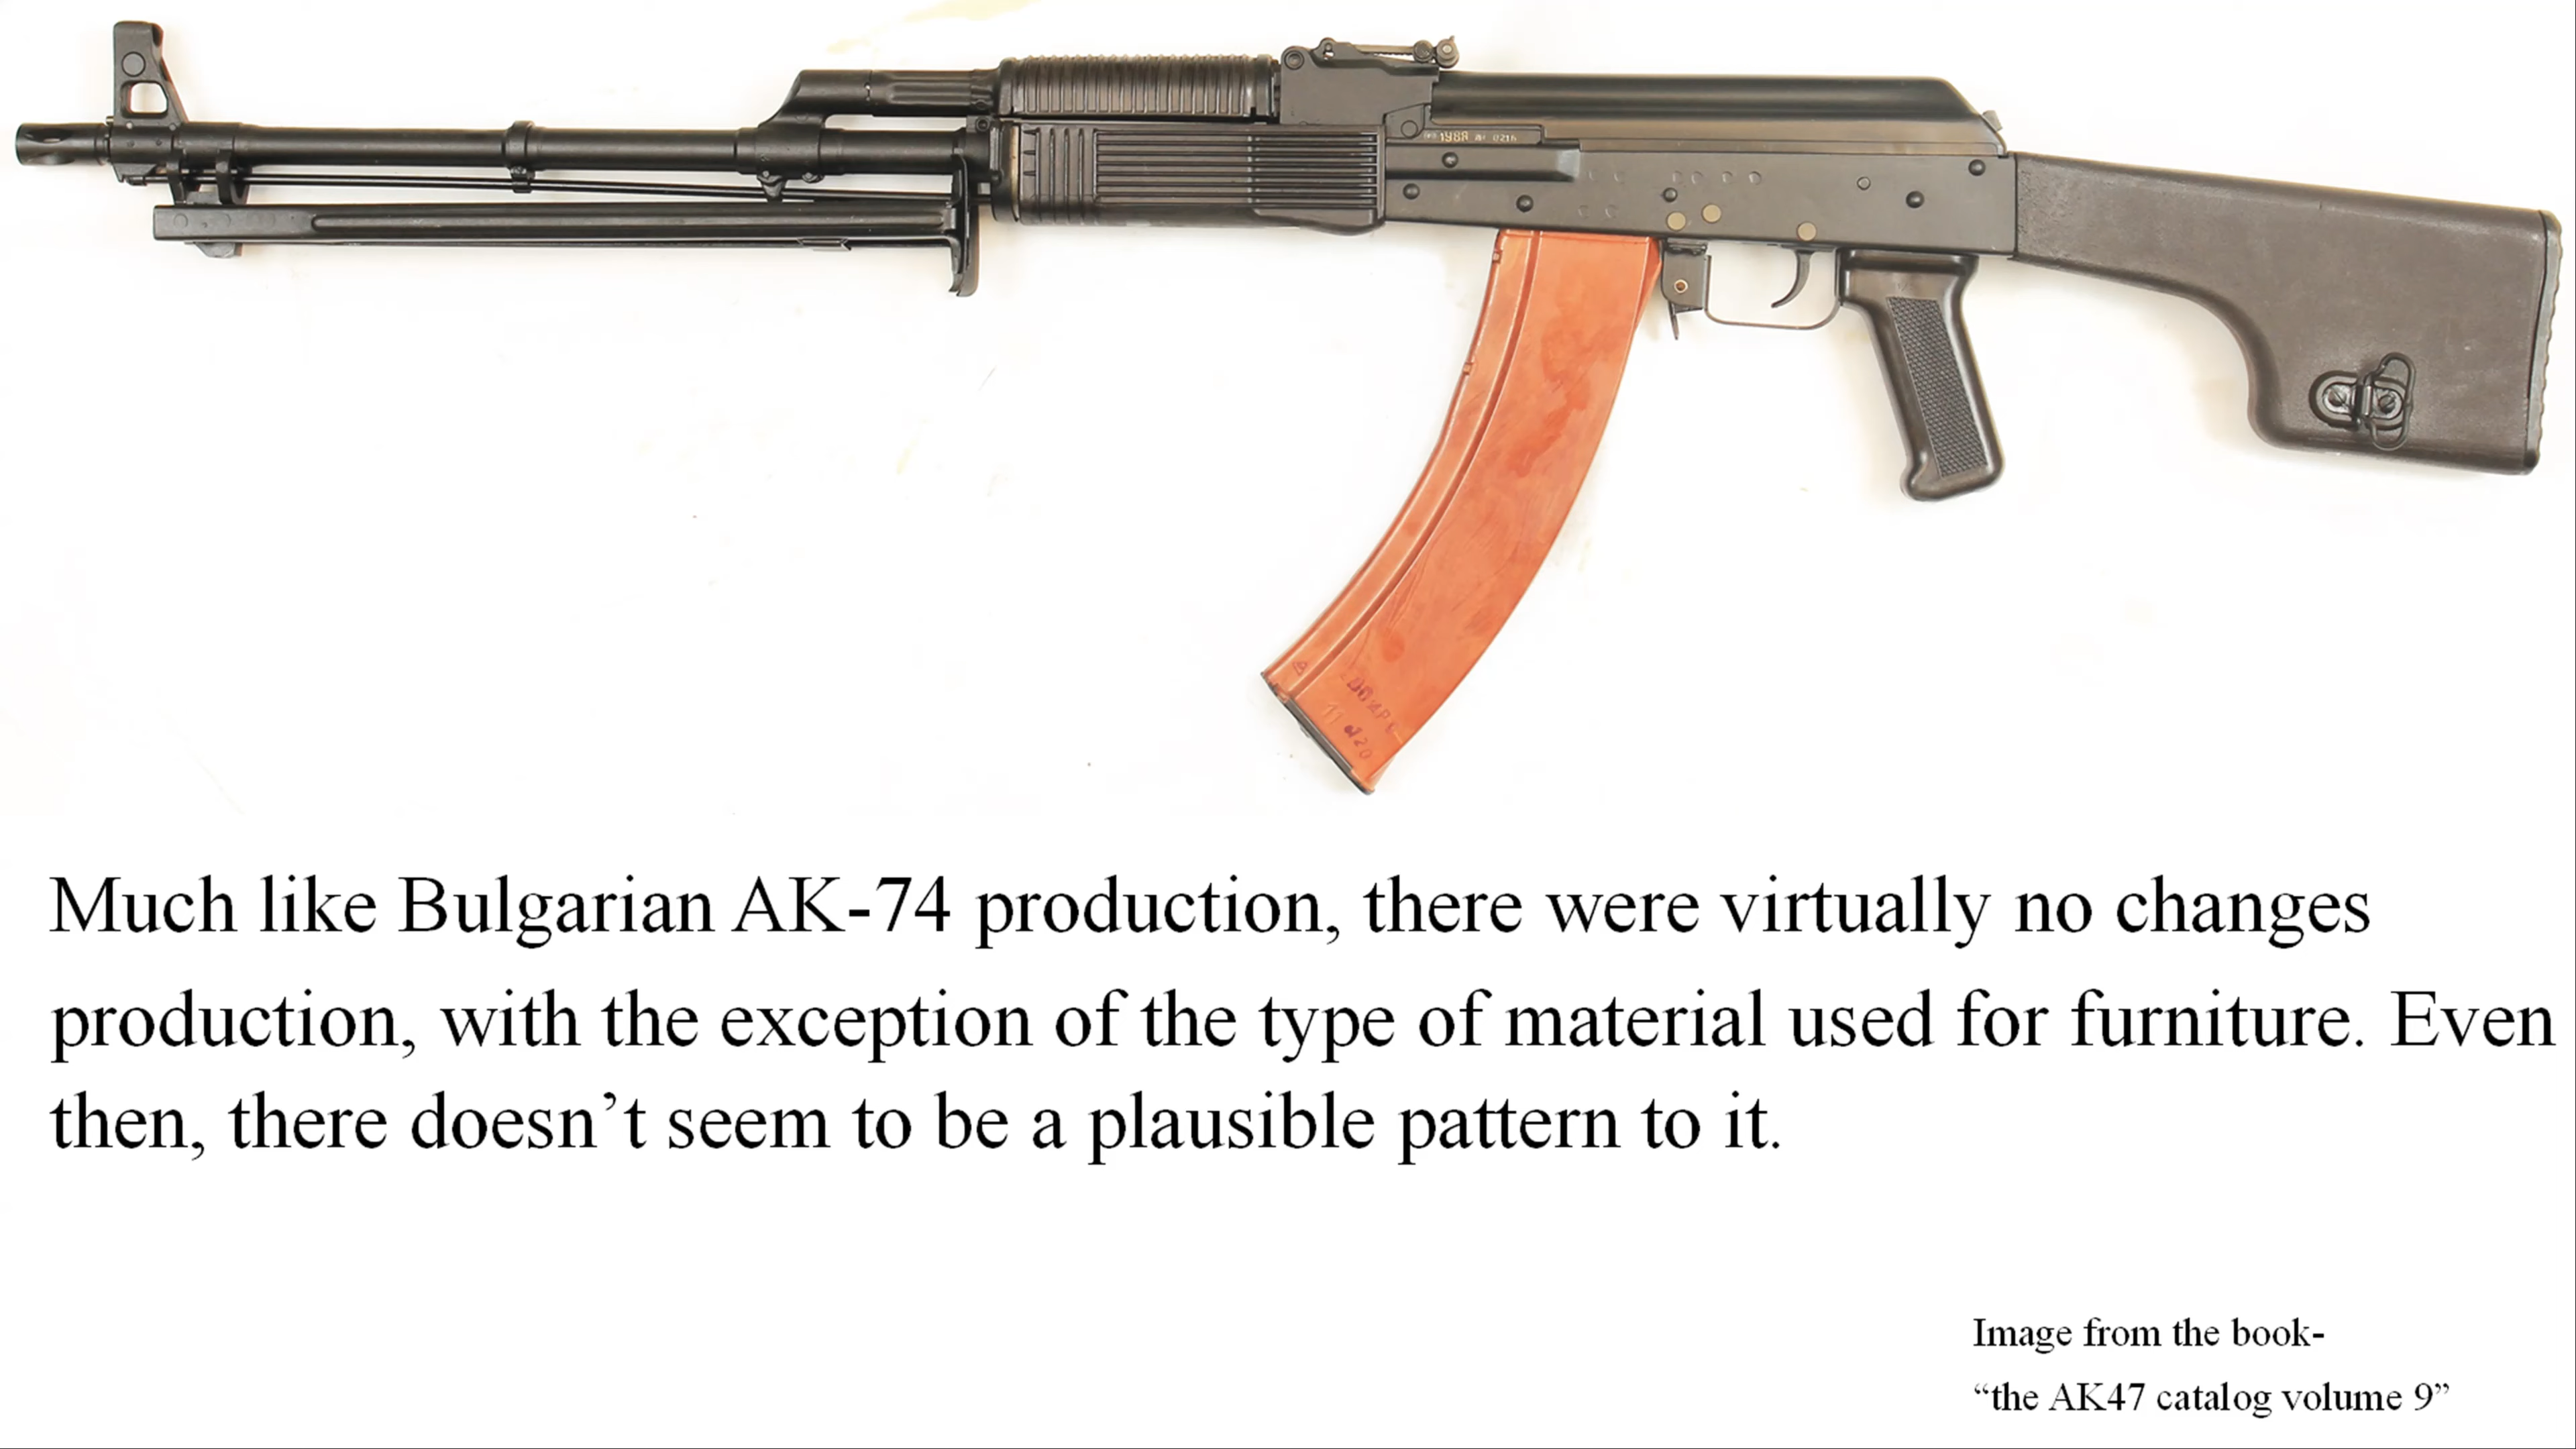 Much like Bulgarian AK-74 production, there were virtually no changes
production, with the exception of the type of material used for furniture. Even
then, there doesn’t seem to be a plausible pattern to it.
Image from the book-
“the AK47 catalog volume 9”